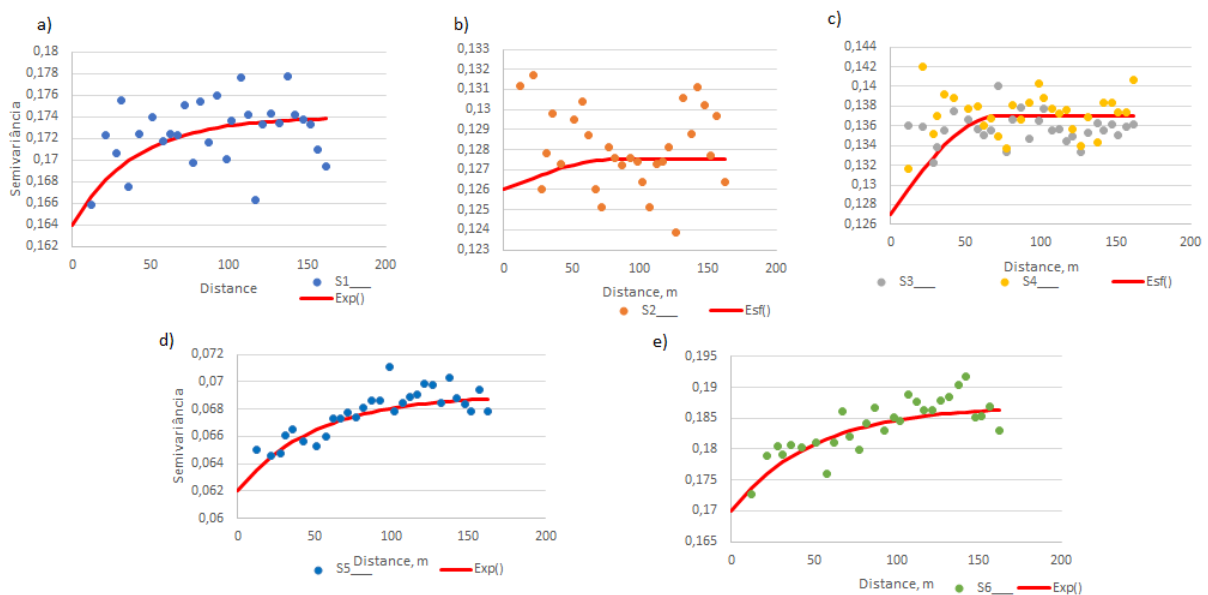 a)
0,18
0,178
0,176
0,174
0,172
0,17
0,168
0,166
0,164
0,162
Semivariância
0 50 100 150 200
Distance
S1___
Exp()
b)
0,133
0,132
0,131
0,13
0,129
0,128
0,127
0,126
0,125
0,124
0,123
0 50 100 150 200
Distance, m
S2___ Esf()
c)
0,144
0,142
0,14
0,138
0,136
0,134
0,132
0,13
0,128
0,126
0 50 100 150 200
Distance, m
S3___ S4___ Esf()
d)
0,072
0,07
0,068
0,066
0,064
0,062
0,06
Semivariância
0 50 100 150 200
Distance, m
S5___ Exp()
e)
0,195
0,19
0,185
0,18
0,175
0,17
0,165
0 50 100 150 200
Distance, m
S6___ Exp()